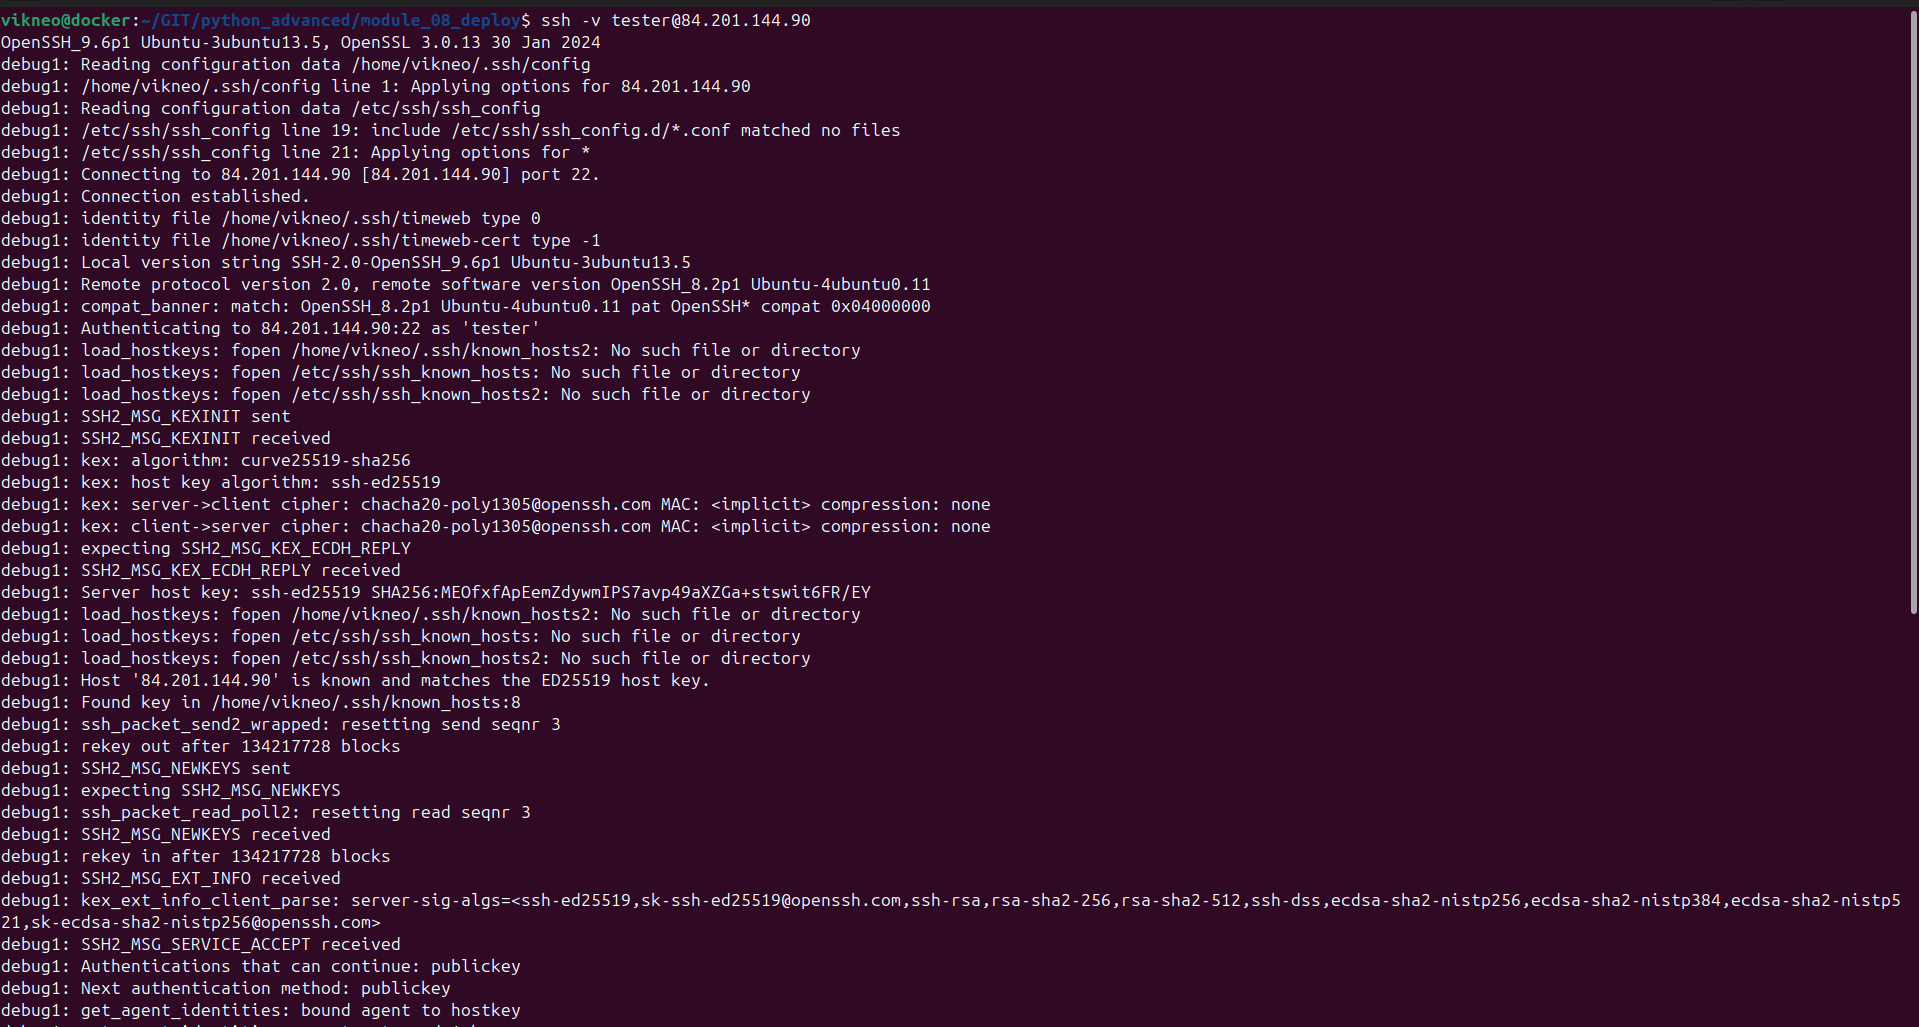 vikneo@docker:~/GIT/python_advanced/module_08_deploy$ ssh -v tester@84.201.144.90
OpenSSH_9.6p1 Ubuntu-3ubuntu13.5, OpenSSL 3.0.13 30 Jan 2024
debug1: Reading configuration data /home/vikneo/.ssh/config
debug1: /home/vikneo/.ssh/config line 1: Applying options for 84.201.144.90
debug1: Reading configuration data /etc/ssh/ssh_config
debug1: /etc/ssh/ssh_config line 19: include /etc/ssh/ssh_config.d/*.conf matched no files
debug1: /etc/ssh/ssh_config line 21: Applying options for *
debug1: Connecting to 84.201.144.90 [84.201.144.90] port 22.
debug1: Connection established.
debug1: identity file /home/vikneo/.ssh/timeweb type 0
debug1: identity file /home/vikneo/.ssh/timeweb-cert type -1
debug1: Local version string SSH-2.0-OpenSSH_9.6p1 Ubuntu-3ubuntu13.5
debug1: Remote protocol version 2.0, remote software version OpenSSH_8.2p1 Ubuntu-4ubuntu0.11
debug1: compat_banner: match: OpenSSH_8.2p1 Ubuntu-4ubuntu0.11 pat OpenSSH* compat 0x04000000
debug1: Authenticating to 84.201.144.90:22 as 'tester'
debug1: load_hostkeys: fopen /home/vikneo/.ssh/known_hosts2: No such file or directory
debug1: load_hostkeys: fopen /etc/ssh/ssh_known_hosts: No such file or directory
debug1: load_hostkeys: fopen /etc/ssh/ssh_known_hosts2: No such file or directory
debug1: SSH2_MSG_KEXINIT sent
debug1: SSH2_MSG_KEXINIT received
debug1: kex: algorithm: curve25519-sha256
debug1: kex: host key algorithm: ssh-ed25519
debug1: kex: server->client cipher: chacha20-poly1305@openssh.com MAC: <implicit> compression: none
debug1: kex: client->server cipher: chacha20-poly1305@openssh.com MAC: <implicit> compression: none
debug1: expecting SSH2_MSG_KEX_ECDH_REPLY
debug1: SSH2_MSG_KEX_ECDH_REPLY received
debug1: Server host key: ssh-ed25519 SHA256:MEOfxfApEemZdywmIPS7avp49aXZGa+stswit6FR/EY
debug1: load_hostkeys: fopen /home/vikneo/.ssh/known_hosts2: No such file or directory
debug1: load_hostkeys: fopen /etc/ssh/ssh_known_hosts: No such file or directory
debug1: load_hostkeys: fopen /etc/ssh/ssh_known_hosts2: No such file or directory
debug1: Host '84.201.144.90' is known and matches the ED25519 host key.
debug1: Found key in /home/vikneo/.ssh/known_hosts:8
debug1: ssh_packet_send2_wrapped: resetting send seqnr 3
debug1: rekey out after 134217728 blocks
debug1: SSH2_MSG_NEWKEYS sent
debug1: expecting SSH2_MSG_NEWKEYS
debug1: ssh_packet_read_poll2: resetting read seqnr 3
debug1: SSH2_MSG_NEWKEYS received
debug1: rekey in after 134217728 blocks
debug1: SSH2_MSG_EXT_INFO received
debug1: kex_ext_info_client_parse: server-sig-algs=<ssh-ed25519,sk-ssh-ed25519@openssh.com,ssh-rsa,rsa-sha2-256,rsa-sha2-512,ssh-dss,ecdsa-sha2-nistp256,ecdsa-sha2-nistp384,ecdsa-sha2-nistp5
21,sk-ecdsa-sha2-nistp256@openssh.com>
debug1: SSH2_MSG_SERVICE_ACCEPT received
debug1: Authentications that can continue: publickey
debug1: Next authentication method: publickey
debug1: get_agent_identities: bound agent to hostkey